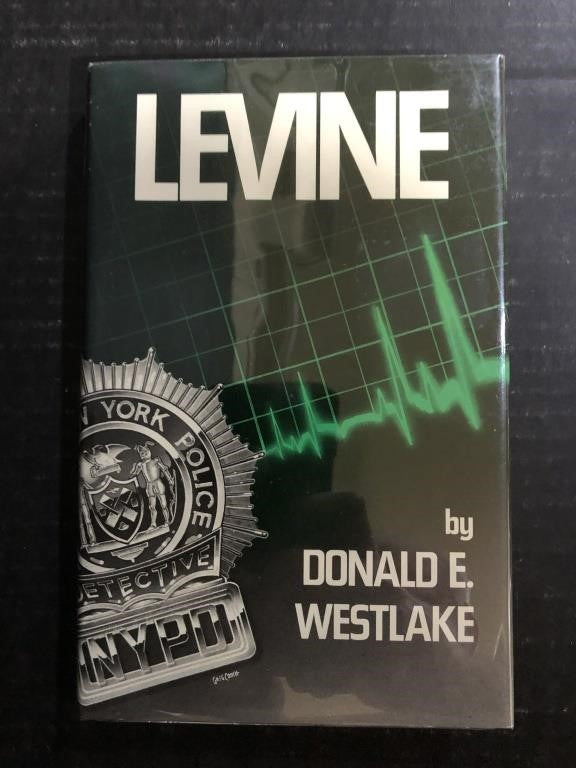 LEVINE
by
DONALD E.
WESTLAKE
YORK POLICE
DETECTIVE
NYPD